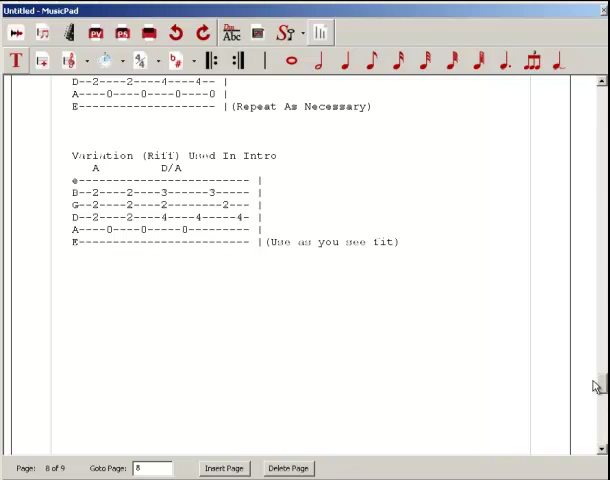 Untitled - MusicPad
Doo
Abc
T
D--2----2----4----4-- |
A----0----0----0----0 |
E-------------------- |(Repeat As Necessary)
Variation (Riff) Used In Intro
A D/A
e------------------------- |
B--2----2----3------3----- |
G--2----2----2--------2--- |
D--2----2----4----4-----4- |
A----0----0-----0--------- |
E------------------------- |(Use as you see fit)
Page: 8 of 9 Goto Page: 8 Insert Page Delete Page